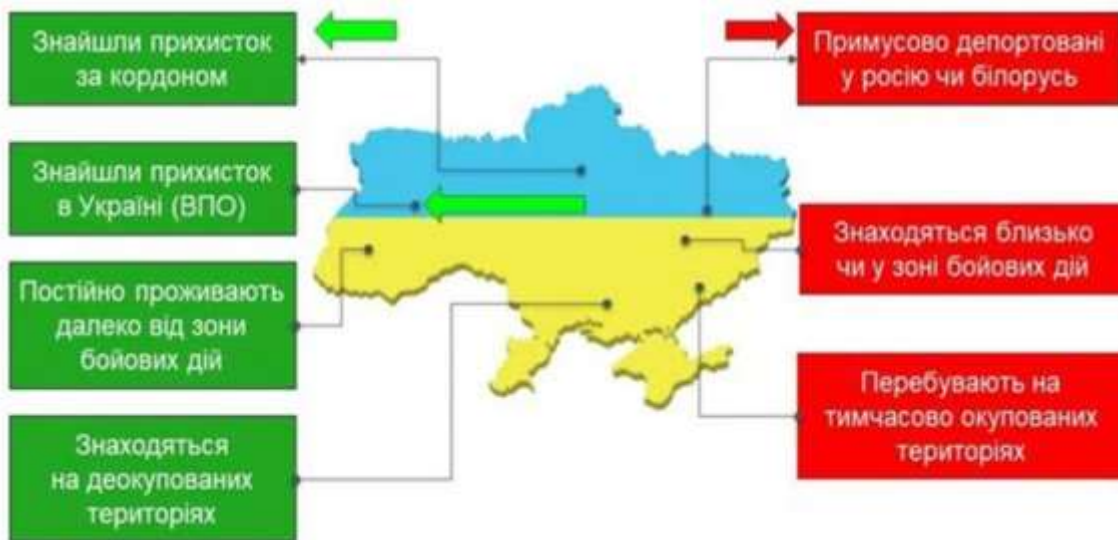 Знайшли прихисток
за кордоном
Знайшли прихисток
в Україні (ВПО)
Постійно проживають
далеко від зони
бойових дій
Знаходяться
на деокупованих
територіях
Примусово депортовані
у росію чи білорусь
Знаходяться близько
чи у зоні бойових дій
Перебувають на
тимчасово окупованих
територіях